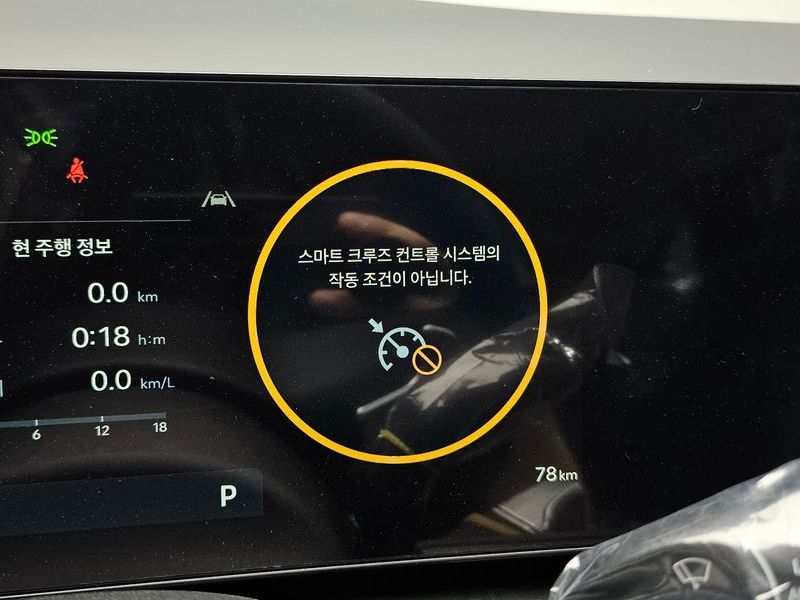 현 주행 정보
0.0 km
0:18 h:m
0.0 km/L
6 12 18
P
스마트 크루즈 컨트롤 시스템의
작동 조건이 아닙니다.
78km